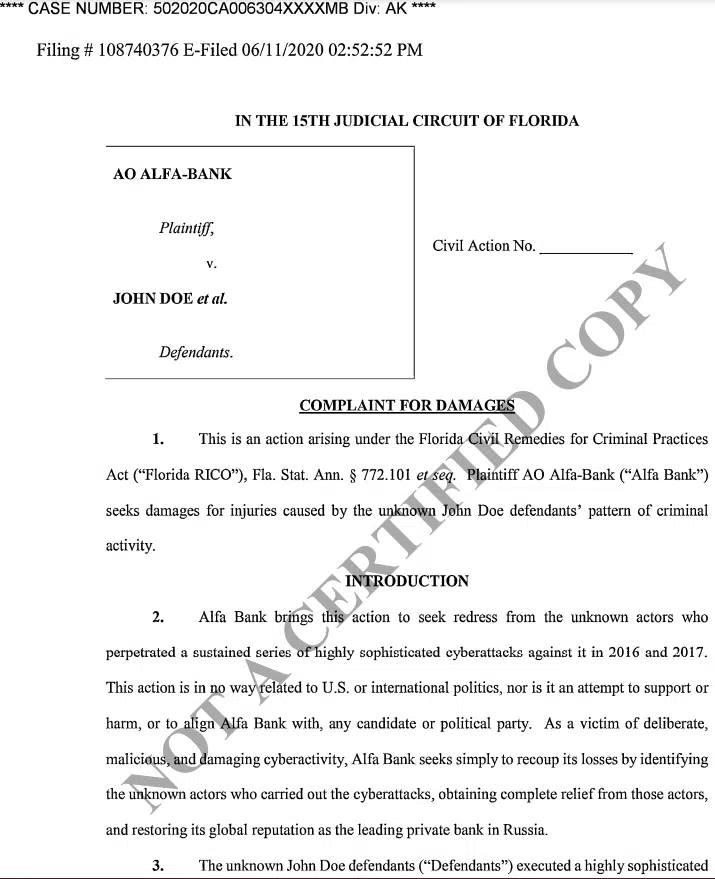 **** CASE NUMBER: 502020CA006304XXXXMB Div: AK ****
Filing # 108740376 E-Filed 06/11/2020 02:52:52 PM
IN THE 15TH JUDICIAL CIRCUIT OF FLORIDA
AO ALFA-BANK
Plaintiff,
v.
JOHN DOE et al.
Defendants.
Civil Action No. ____________
COMPLAINT FOR DAMAGES
1. This is an action arising under the Florida Civil Remedies for Criminal Practices
Act (“Florida RICO”), Fla. Stat. Ann. § 772.101 et seq. Plaintiff AO Alfa-Bank (“Alfa Bank”)
seeks damages for injuries caused by the unknown John Doe defendants’ pattern of criminal
activity.
INTRODUCTION
2. Alfa Bank brings this action to seek redress from the unknown actors who
perpetrated a sustained series of highly sophisticated cyberattacks against it in 2016 and 2017.
This action is in no way related to U.S. or international politics, nor is it an attempt to support or
harm, or to align Alfa Bank with, any candidate or political party. As a victim of deliberate,
malicious, and damaging cyberactivity, Alfa Bank seeks simply to recoup its losses by identifying
the unknown actors who carried out the cyberattacks, obtaining complete relief from those actors,
and restoring its global reputation as the leading private bank in Russia.
3. The unknown John Doe defendants (“Defendants”) executed a highly sophisticated
NOT A CERTIFIED COPY